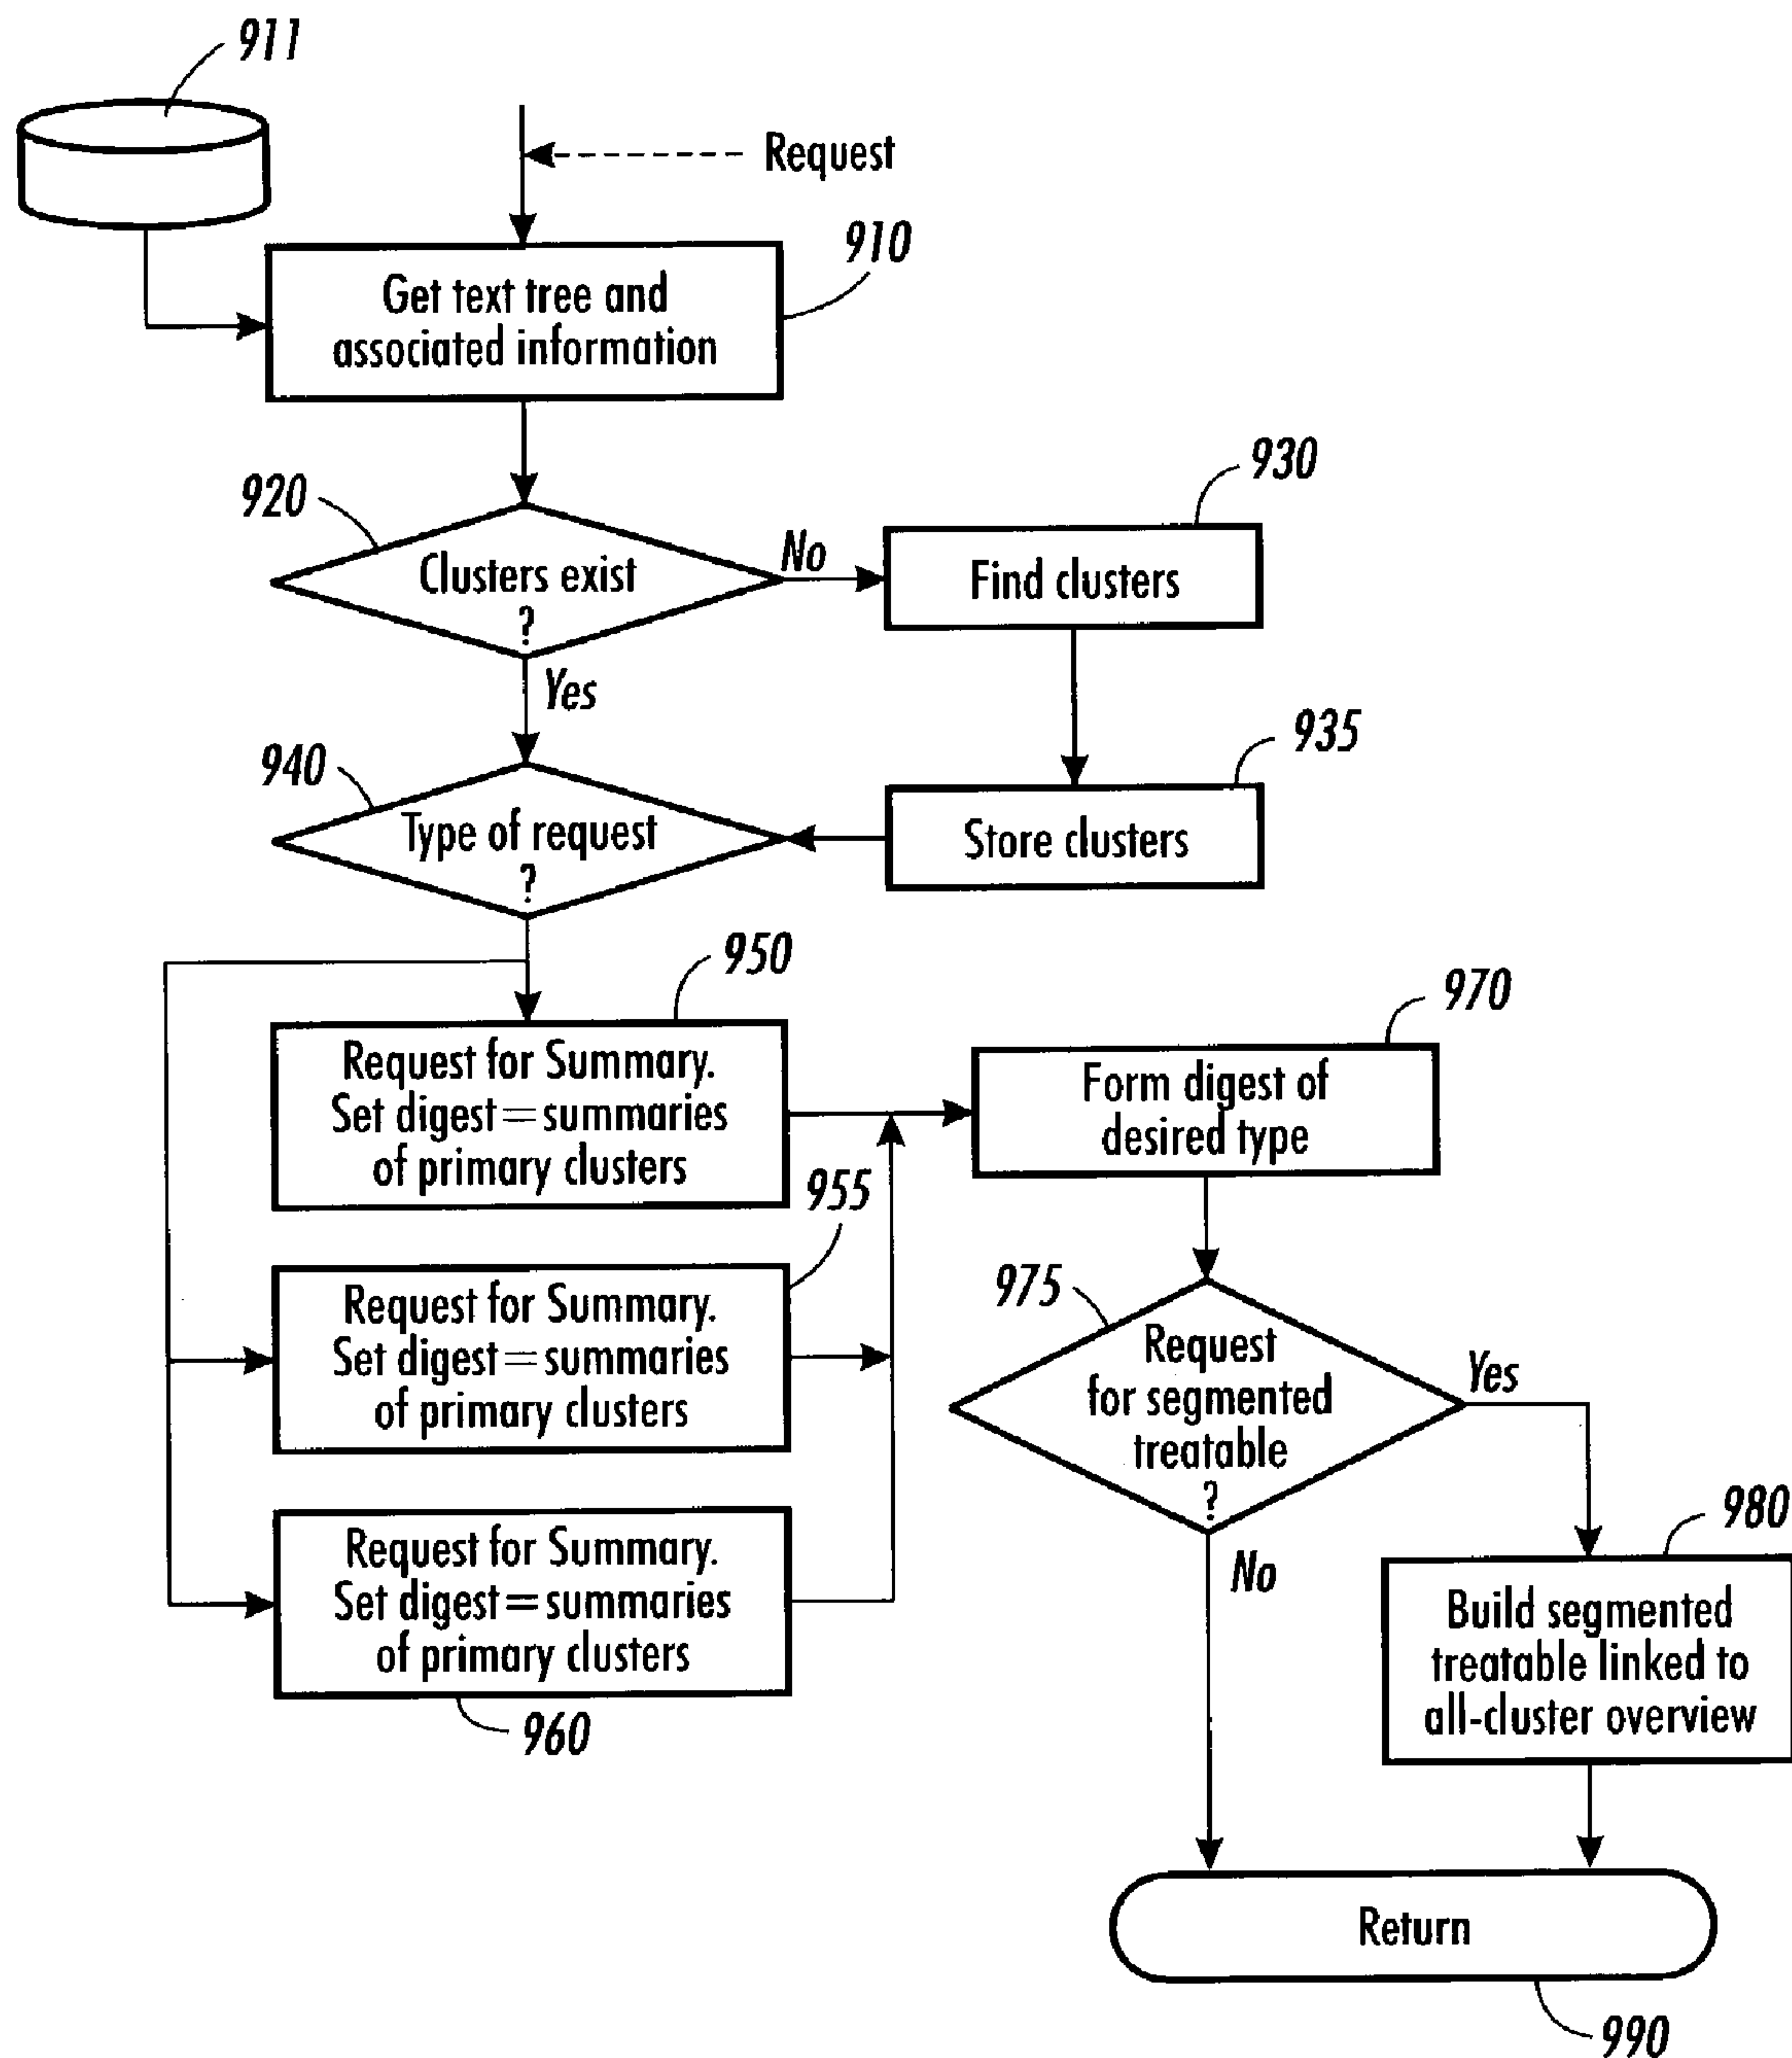 911
Request
910
Get text tree and
associated information
920
Clusters exist
?
No
930
Find clusters
Yes
935
Store clusters
940
Type of request
?
950
Request for Summary.
Set digest=summaries
of primary clusters
955
Request for Summary.
Set digest=summaries
of primary clusters
Request for Summary.
Set digest=summaries
of primary clusters
960
970
Form digest of
desired type
975
Request
for segmented
treatable
?
Yes
No
980
Build segmented
treatable linked to
all-cluster overview
Return
990